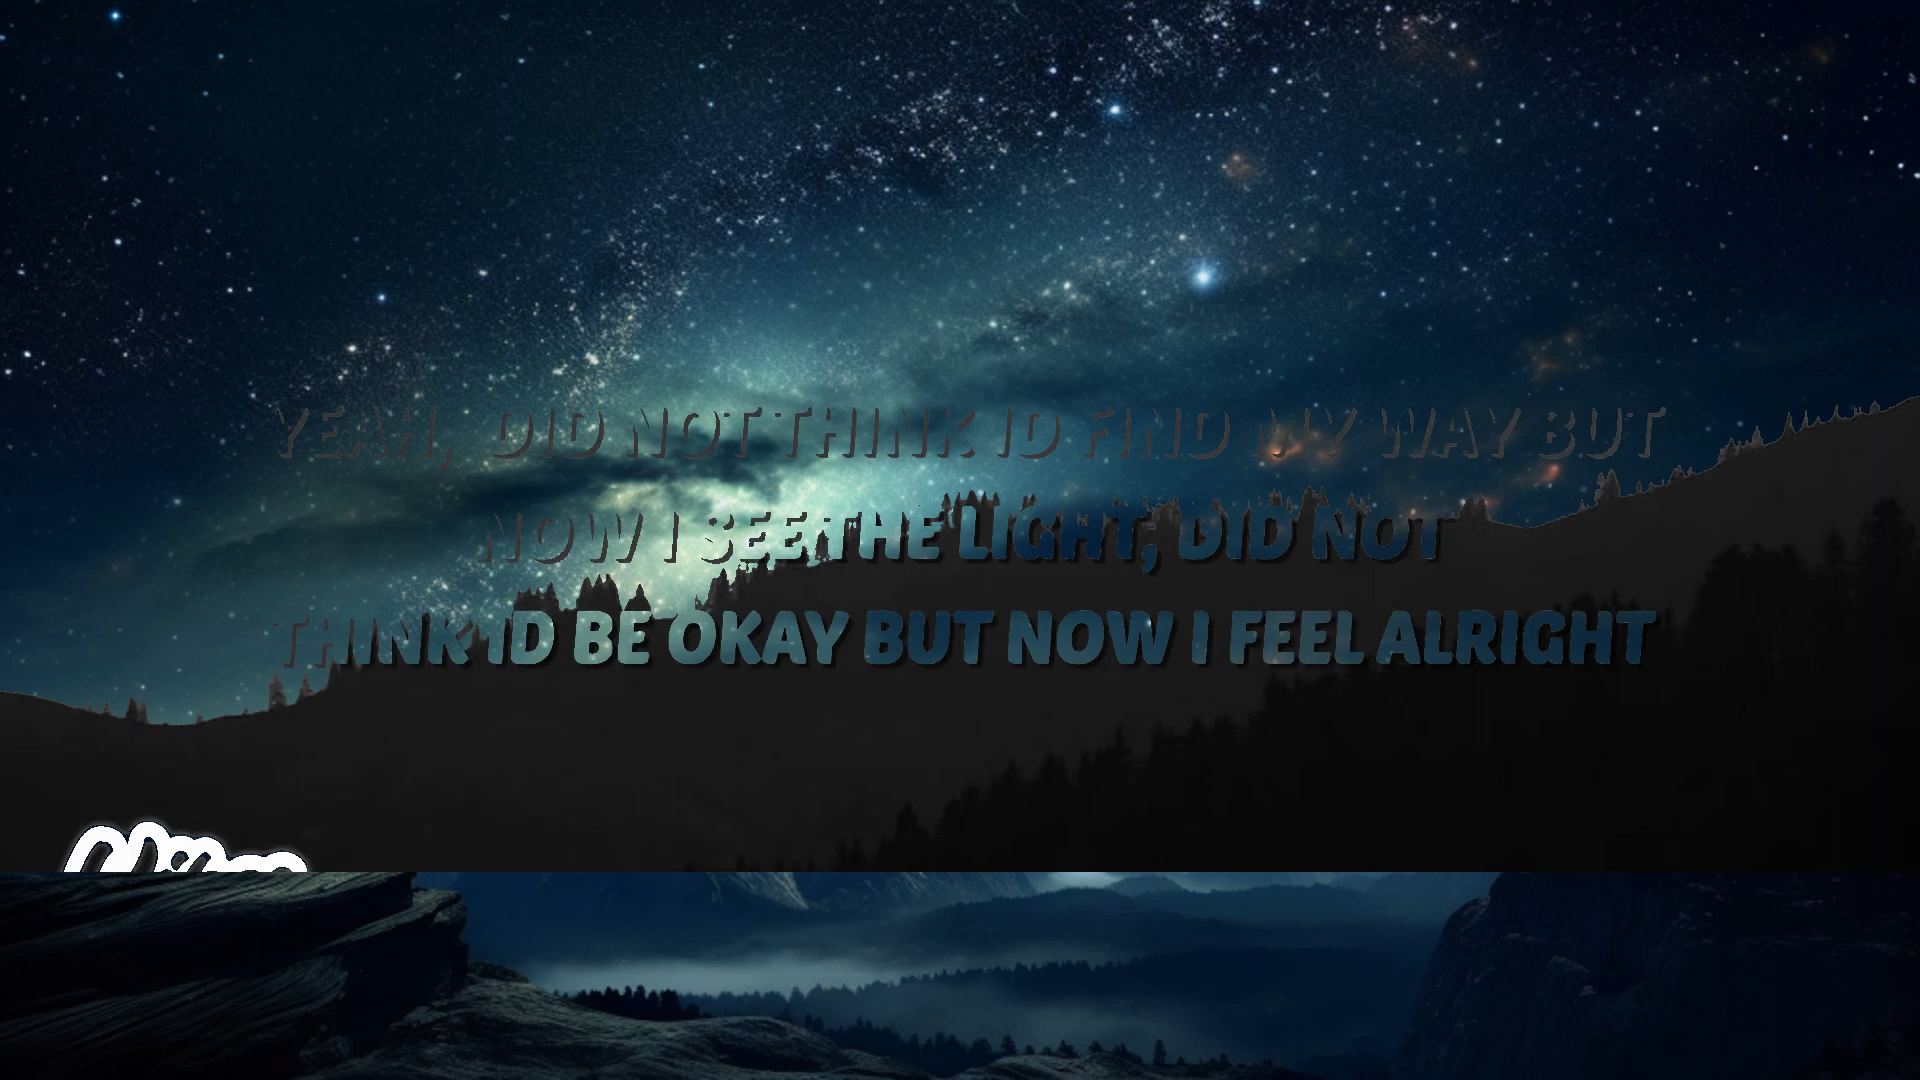 YEAH, DID NOT THINK ID FIND MY WAY BUT
NOW I SEE THE LIGHT, DID NOT
THINK ID BE OKAY BUT NOW I FEEL ALRIGHT